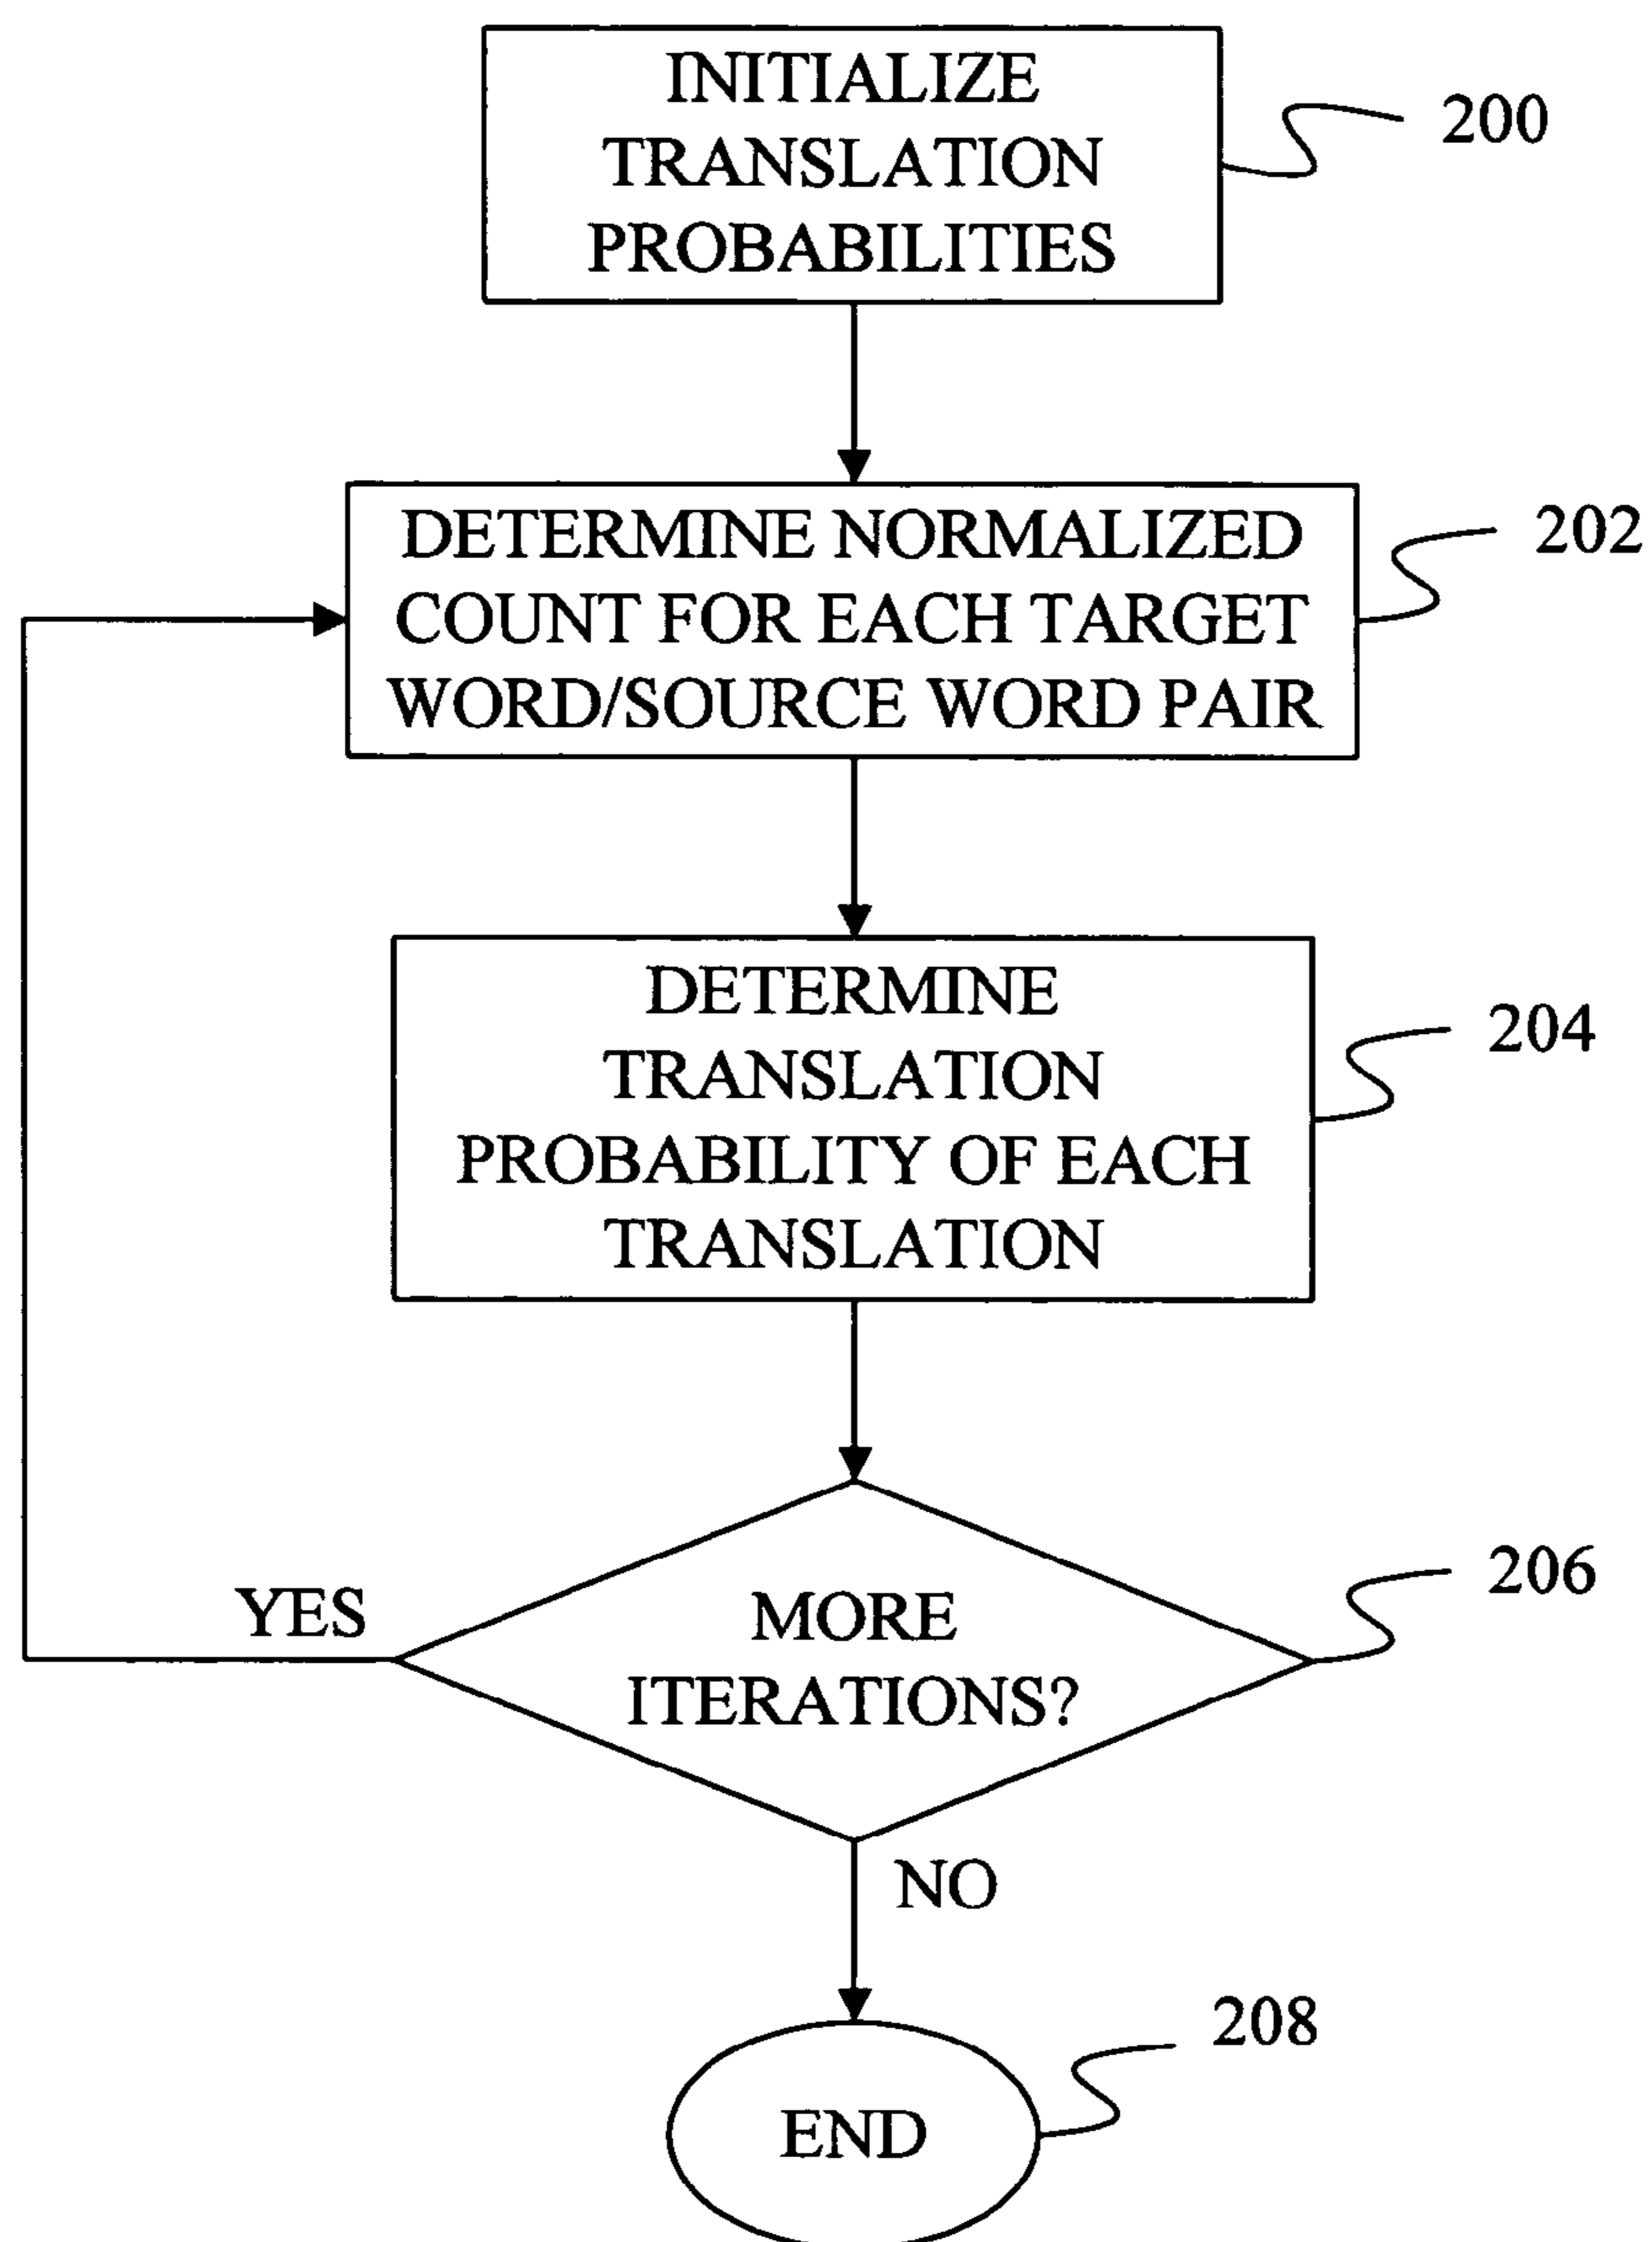 INITIALIZE
TRANSLATION
PROBABILITIES
200
DETERMINE NORMALIZED
COUNT FOR EACH TARGET
WORD/SOURCE WORD PAIR
202
DETERMINE
TRANSLATION
PROBABILITY OF EACH
TRANSLATION
204
MORE
ITERATIONS?
206
YES
NO
END
208